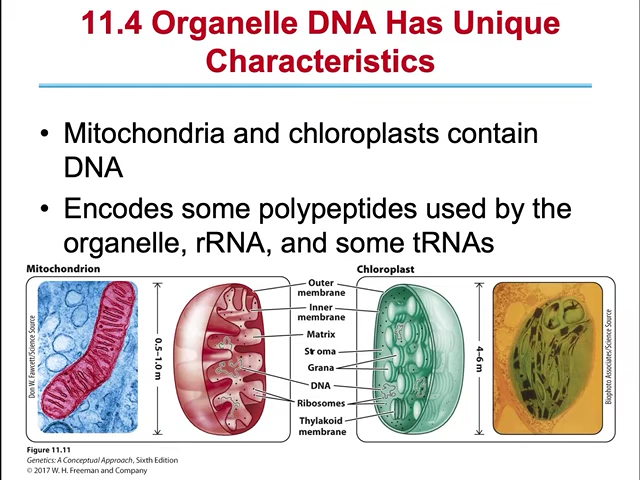 11.4 Organelle DNA Has Unique
Characteristics
• Mitochondria and chloroplasts contain
DNA
• Encodes some polypeptides used by the
organelle, rRNA, and some tRNAs
Mitochondrion
Chloroplast
Don W. Fawcett/Science Source
0.5–1.0 m
Outer
membrane
Inner
membrane
Matrix
Stroma
Grana
DNA
Ribosomes
Thylakoid
membrane
4–6 m
Biophoto Associates/Science Source
Figure 11.11
Genetics: A Conceptual Approach, Sixth Edition
© 2017 W. H. Freeman and Company